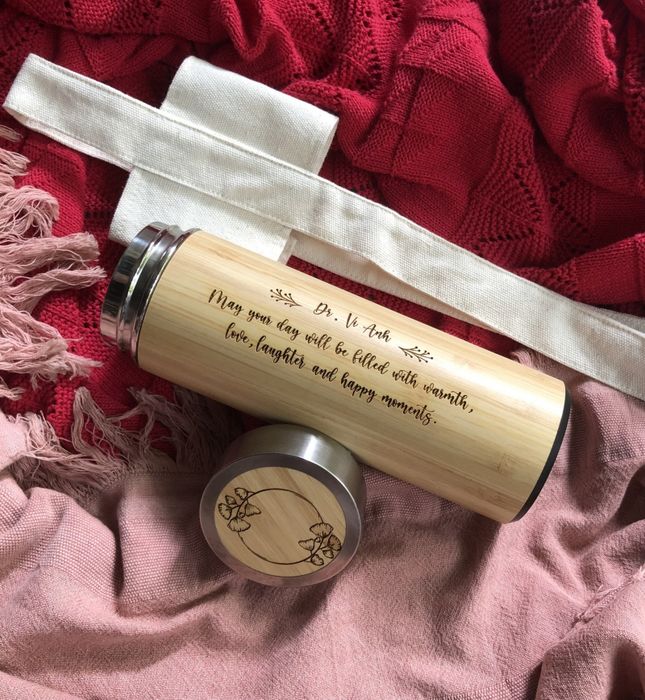 Dr. Vi Anh
May your day will be filled with warmth,
love, laughter and happy moments.